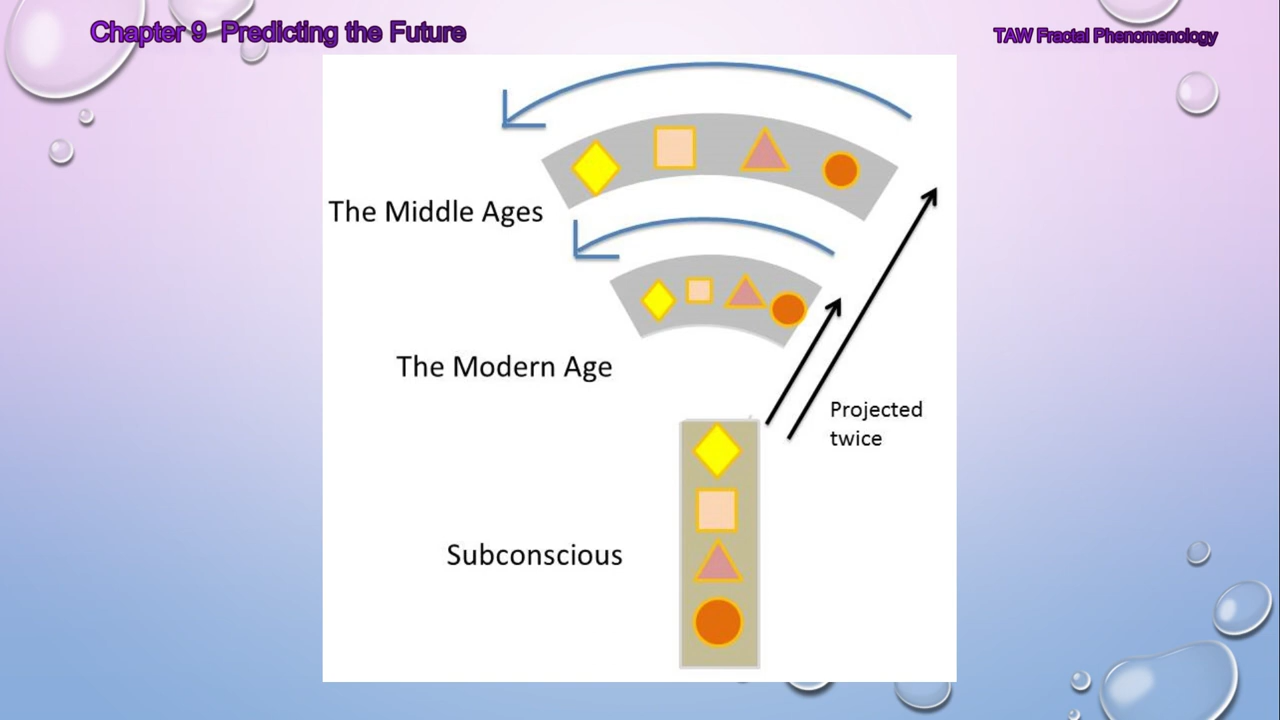 Chapter 9 Predicting the Future
TAW Fractal Phenomenology
The Middle Ages
The Modern Age
Projected
twice
Subconscious